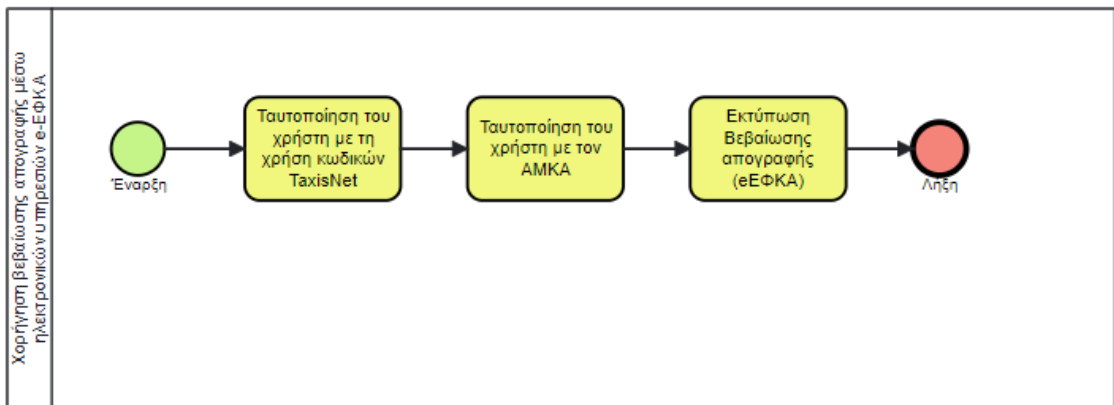 Χορήγηση βεβαίωσης απογραφής μέσω
ηλεκτρονικών υπηρεσιών e-ΕΦΚΑ
Έναρξη
Ταυτοποίηση του
χρήστη με τη
χρήση κωδικών
TaxisNet
Ταυτοποίηση του
χρήστη με τον
ΑΜΚΑ
Εκτύπωση
Βεβαίωσης
απογραφής
(eΕΦΚΑ)
Λήξη